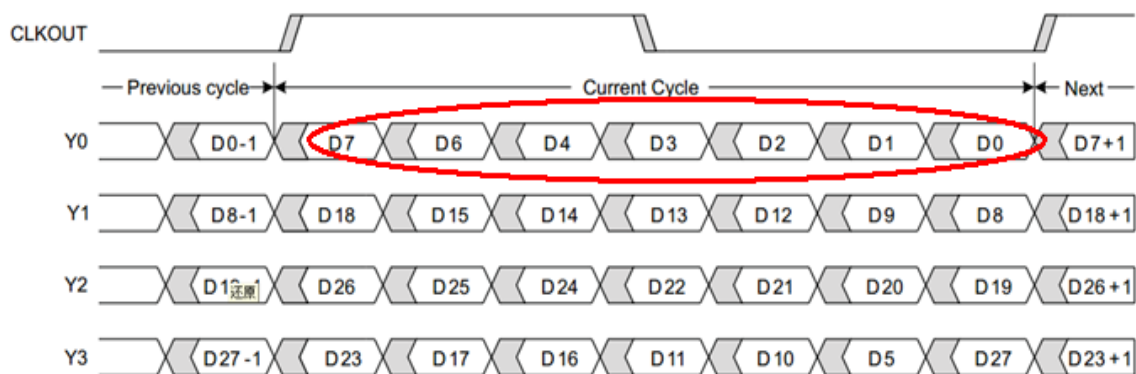 CLKOUT
Previous cycle Current Cycle Next
Y0 D0-1 D7 D6 D4 D3 D2 D1 D0 D7+1
Y1 D8-1 D18 D15 D14 D13 D12 D9 D8 D18+1
Y2 还原 D26 D25 D24 D22 D21 D20 D19 D26+1
Y3 D27-1 D23 D17 D16 D11 D10 D5 D27 D23+1